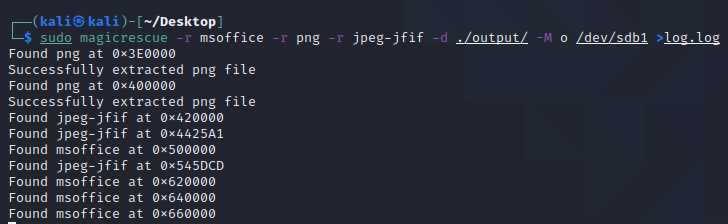 ┌──(kali㉿kali)-[~/Desktop]
└─$ sudo magicrescue -r msoffice -r png -r jpeg-jfif -d ./output/ -M o /dev/sdb1 >log.log
Found png at 0×3E0000
Successfully extracted png file
Found png at 0×400000
Successfully extracted png file
Found jpeg-jfif at 0×420000
Found jpeg-jfif at 0×4425A1
Found msoffice at 0×500000
Found jpeg-jfif at 0×545DCD
Found msoffice at 0×620000
Found msoffice at 0×640000
Found msoffice at 0×660000